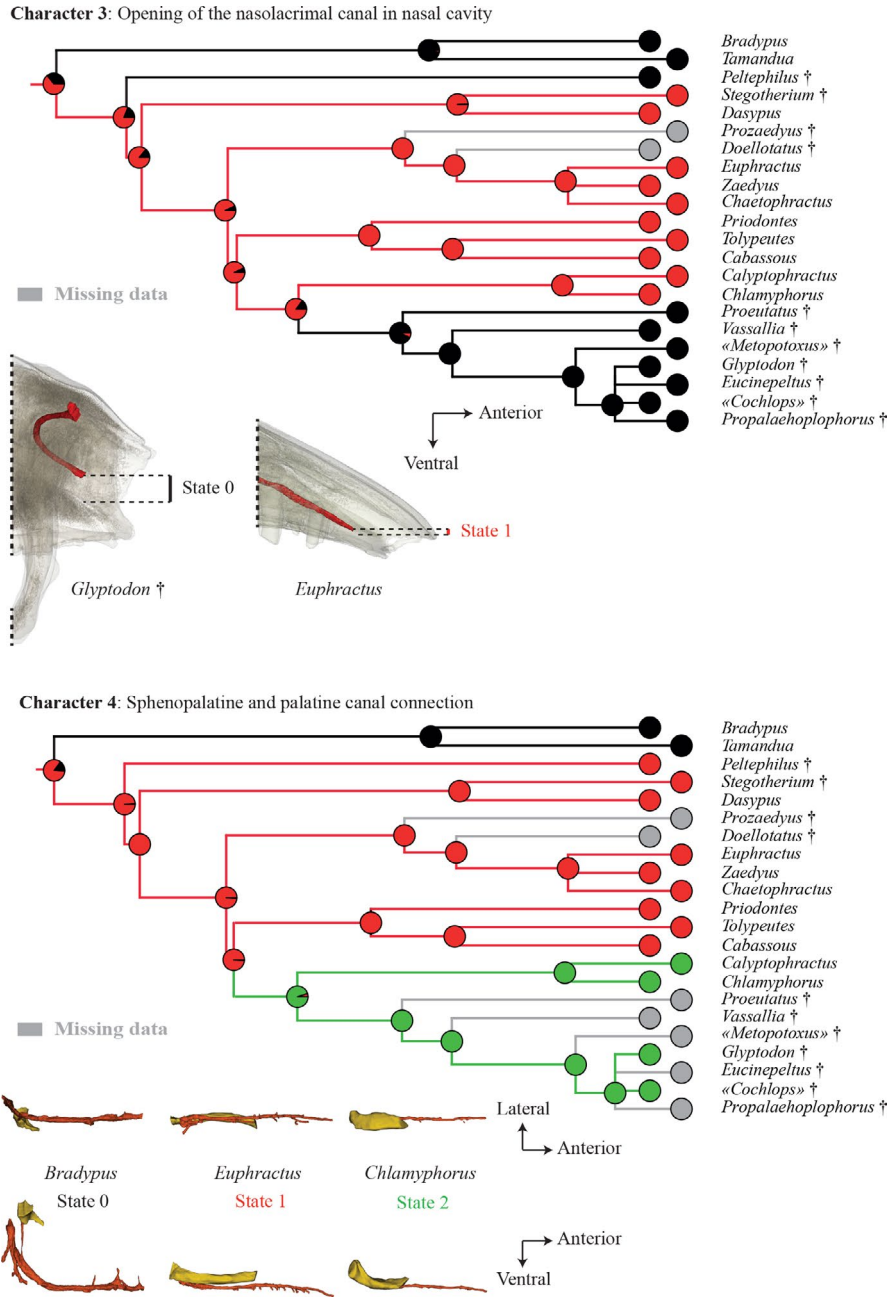 Character 3: Opening of the nasolacrimal canal in nasal cavity
Bradypus
Tamandua
Peltephilus †
Stegotherium †
Dasypus
Prozaedyus †
Doellotatus †
Euphractus
Zaedyus
Chaetophractus
Priodontes
Tolypeutes
Cabassous
Calyptophractus
Chlamyphorus
Proeutatus †
Vassallia †
«Metopotoxus» †
Glyptodon †
Eucinepeltus †
«Cochlops» †
Propalaehoplophorus †
Missing data
Anterior
Ventral
State 0
State 1
Glyptodon †
Euphractus
Character 4: Sphenopalatine and palatine canal connection
Bradypus
Tamandua
Peltephilus †
Stegotherium †
Dasypus
Prozaedyus †
Doellotatus †
Euphractus
Zaedyus
Chaetophractus
Priodontes
Tolypeutes
Cabassous
Calyptophractus
Chlamyphorus
Proeutatus †
Vassallia †
«Metopotoxus» †
Glyptodon †
Eucinepeltus †
«Cochlops» †
Propalaehoplophorus †
Missing data
Lateral
Anterior
Bradypus
State 0
Euphractus
State 1
Chlamyphorus
State 2
Anterior
Ventral